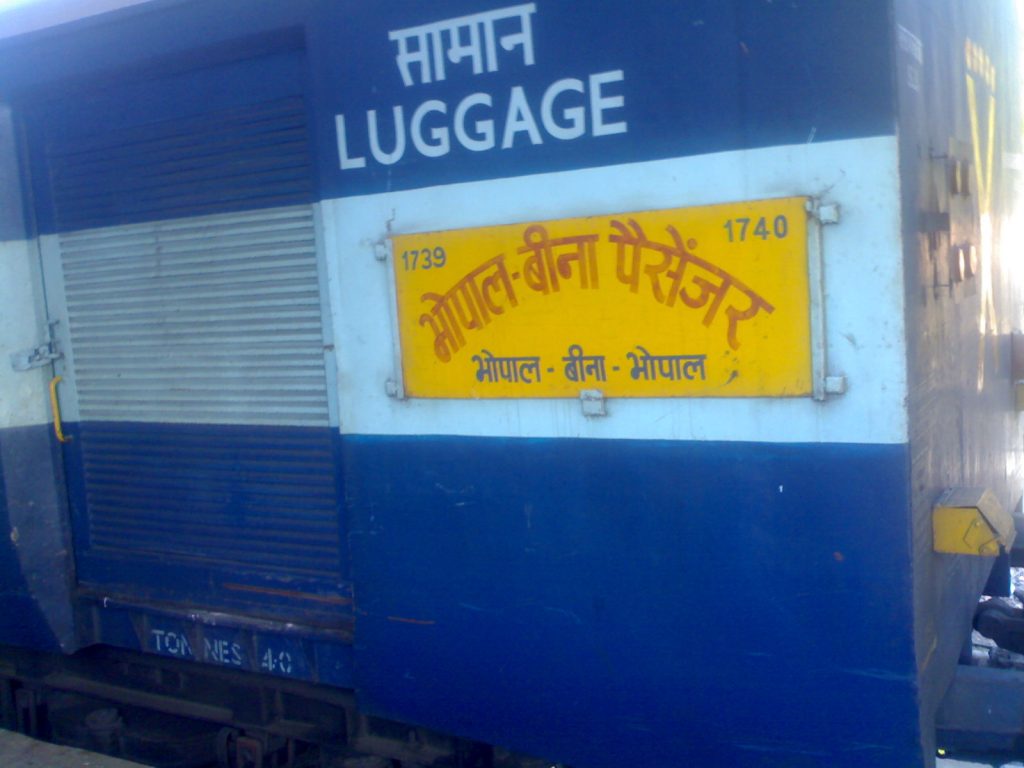 सामान
LUGGAGE
1739
1740
भोपाल-बीना पैसेंजर
भोपाल - बीना - भोपाल
TONNES 4.0